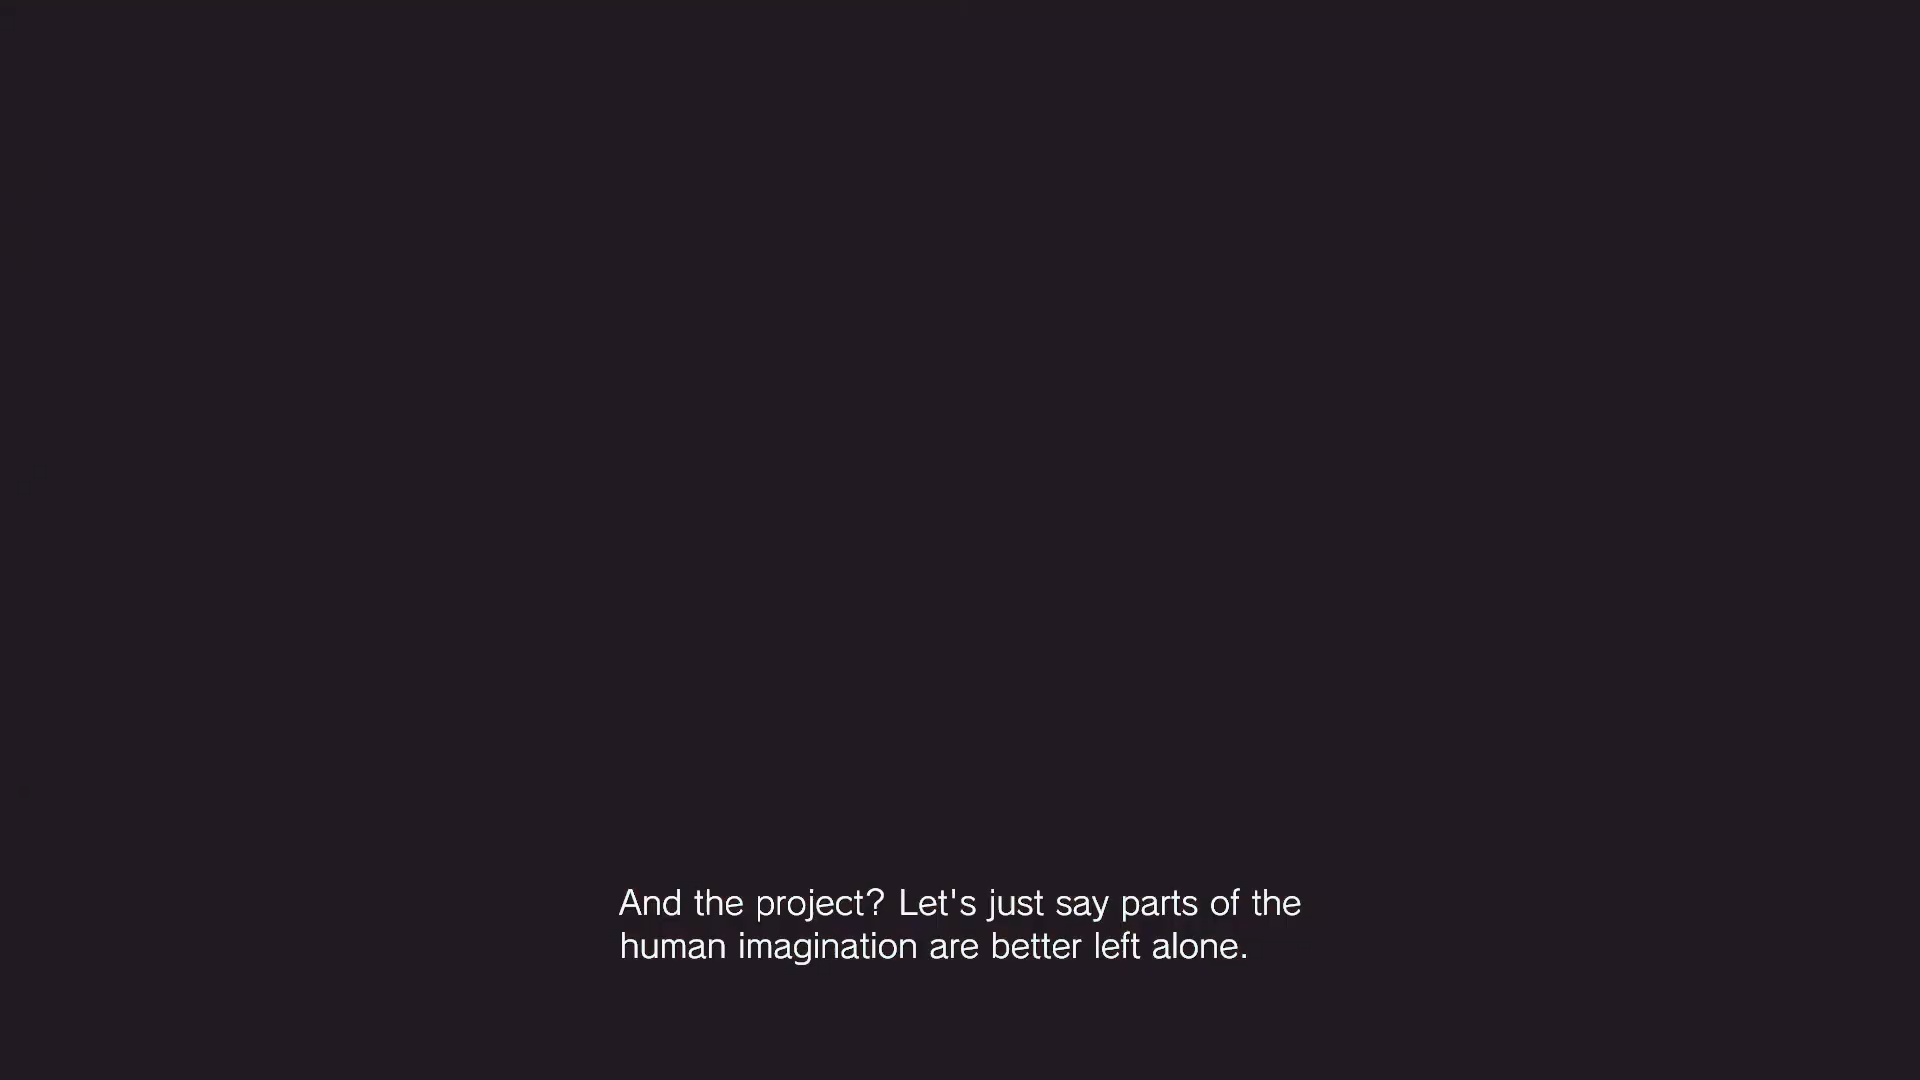 And the project? Let's just say parts of the
human imagination are better left alone.